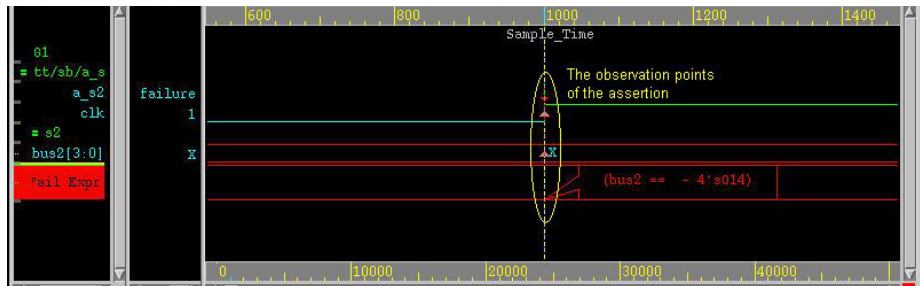 600 800 1000 1200 1400
Sample_Time
G1
tt/sb/a_s
a_s2 failure
clk 1
s2
bus2[3:0] X
Fail Expr
The observation points
of the assertion
X
(bus2 == - 4's014)
0 10000 20000 30000 40000